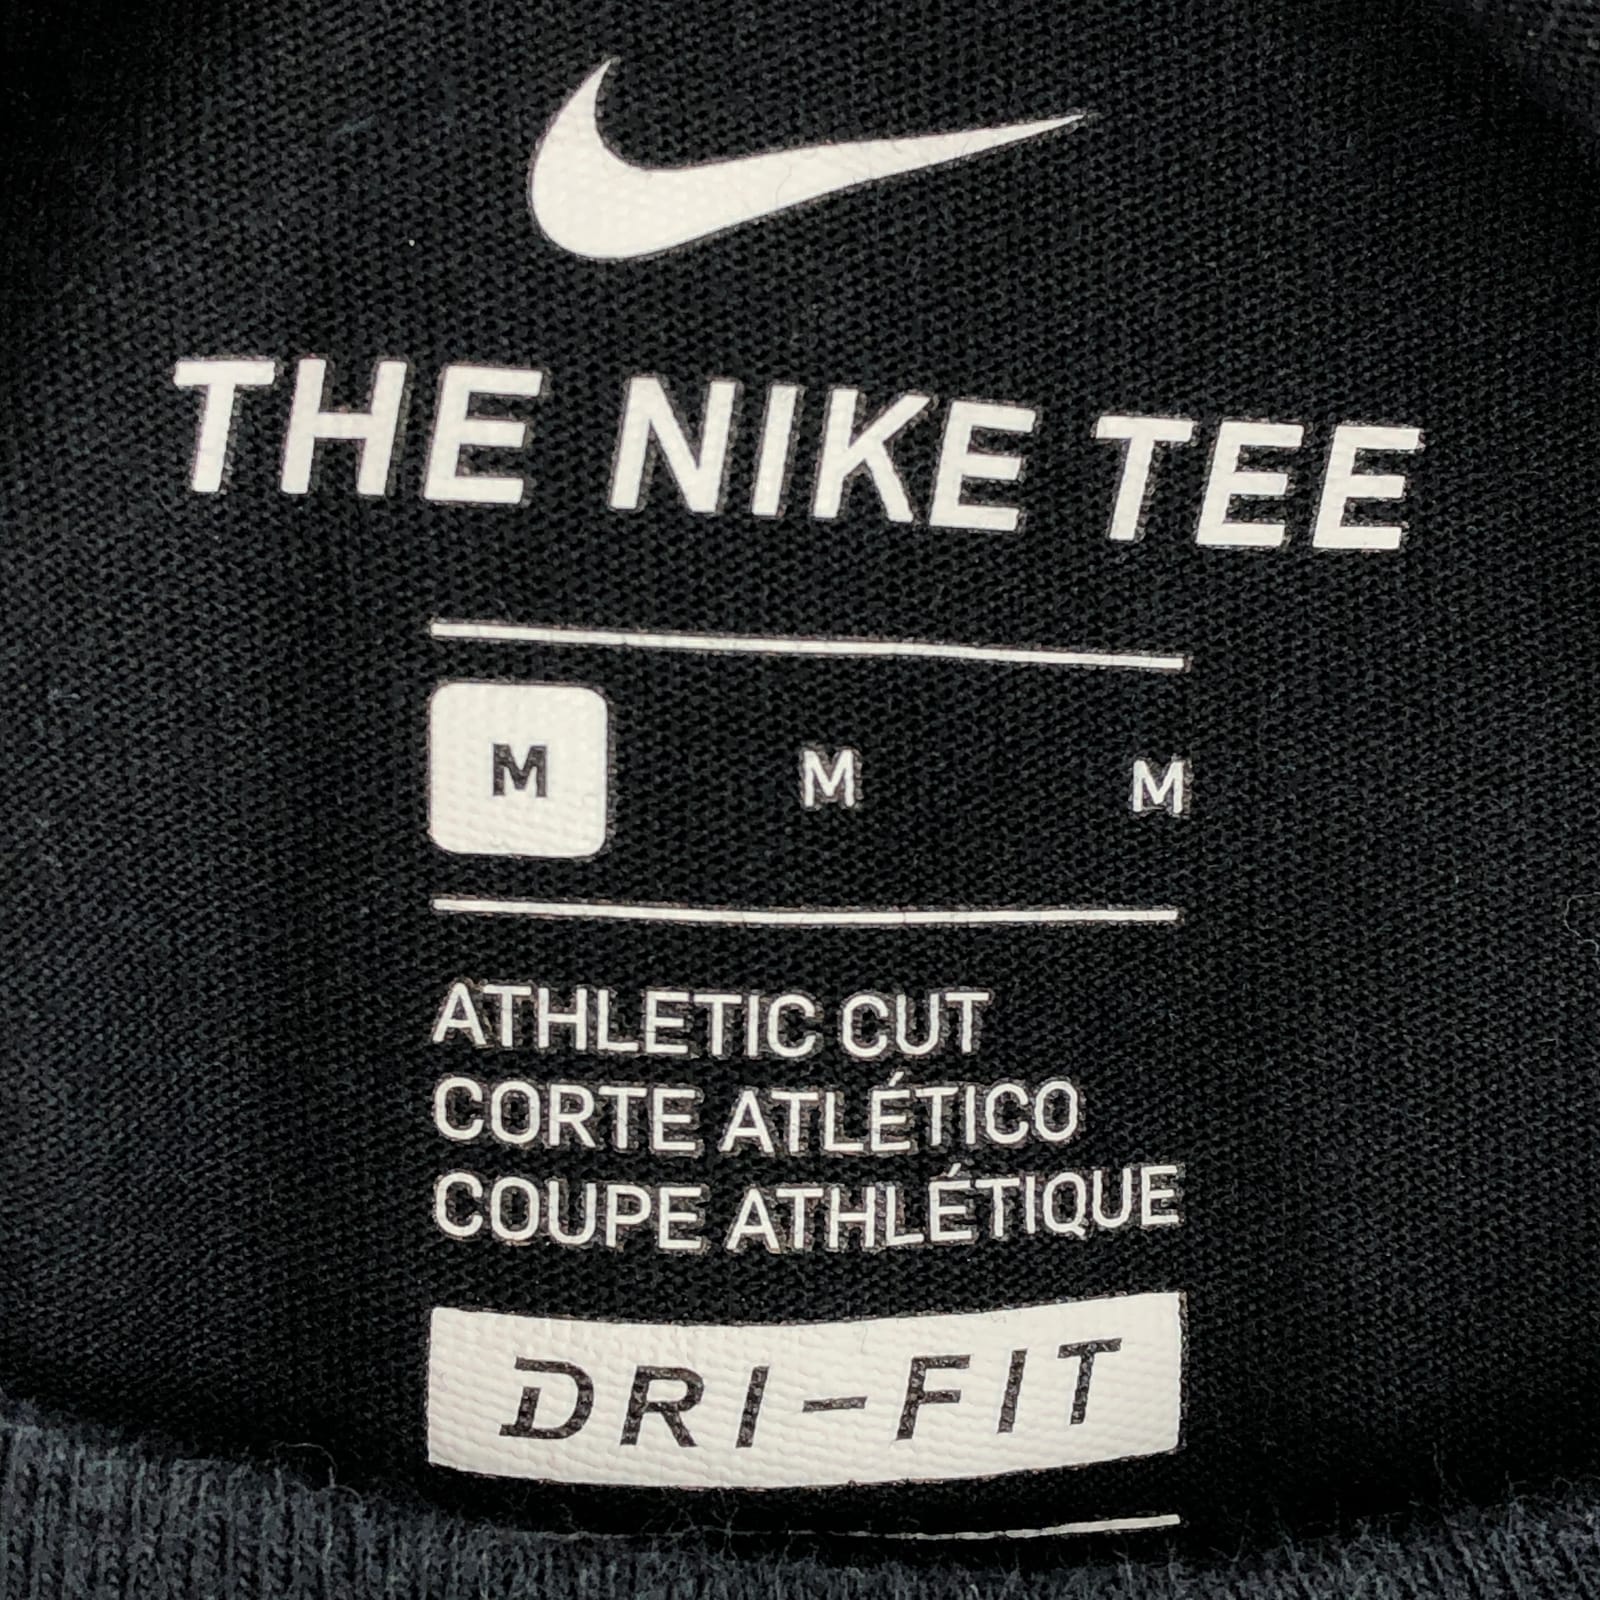 THE NIKE TEE
M M M
ATHLETIC CUT
CORTE ATLÉTICO
COUPE ATHLÉTIQUE
DRI-FIT